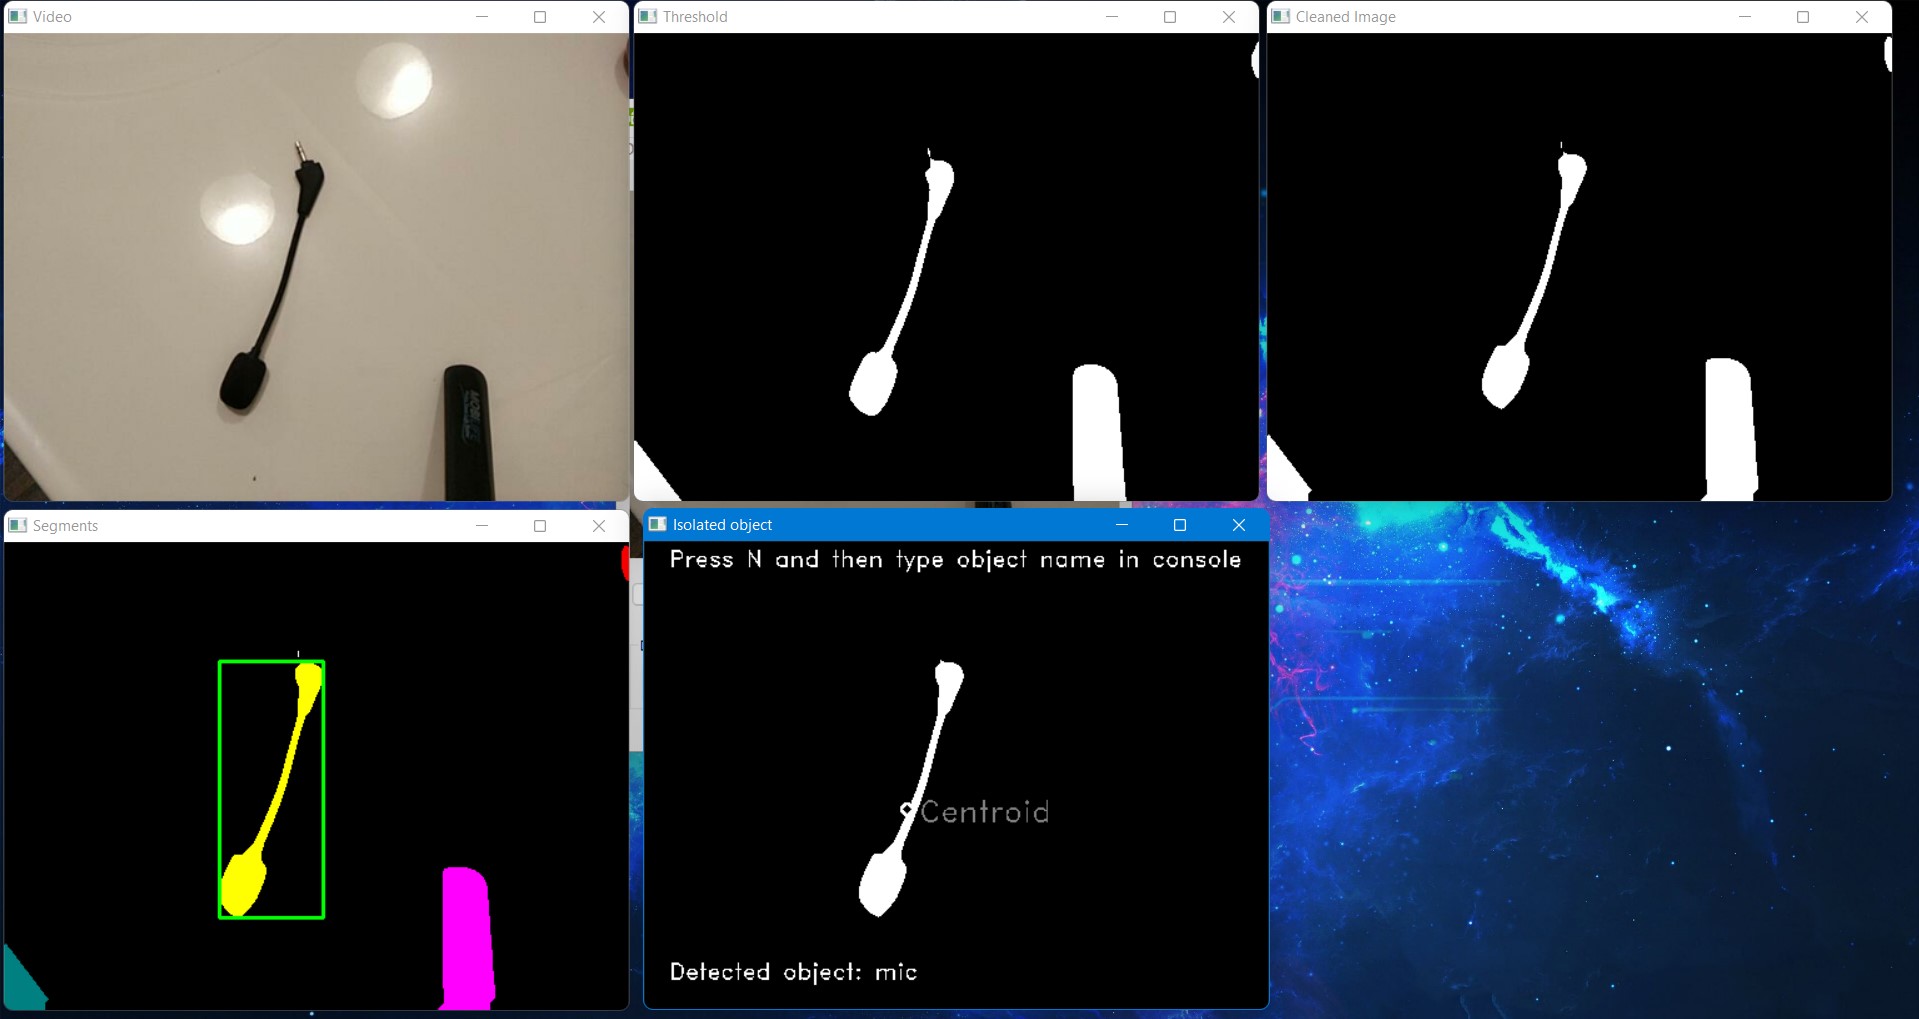 Video
Threshold
Cleaned Image
Segments
Isolated object
Press N and then type object name in console
Centroid
Detected object: mic